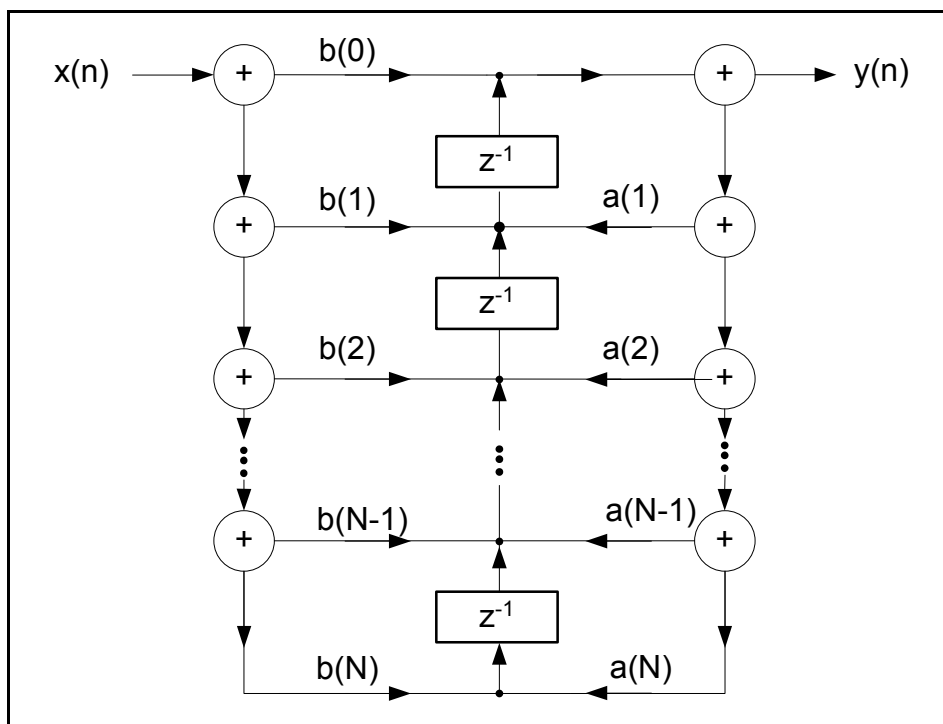 x(n) + b(0) + y(n)
z⁻¹
+ b(1) a(1) +
z⁻¹
+ b(2) a(2) +
+ b(N-1) a(N-1) +
z⁻¹
b(N) a(N)